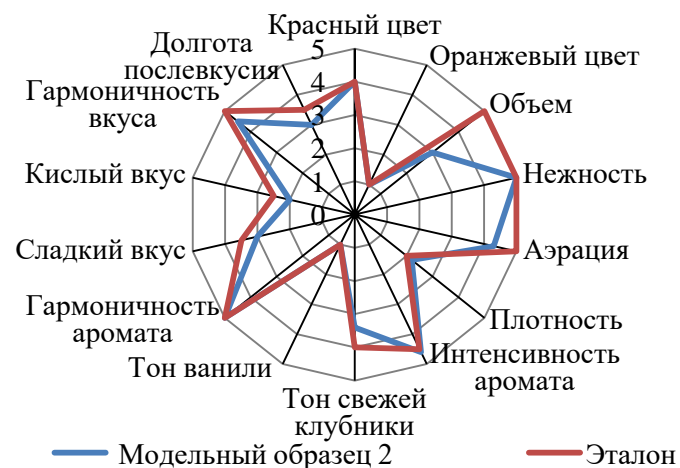 Красный цвет
Оранжевый цвет
Объем
Нежность
Аэрация
Плотность
Интенсивность
аромата
Тон свежей
клубники
Тон ванили
Гармоничность
аромата
Сладкий вкус
Кислый вкус
Гармоничность
вкуса
Долгота
послевкусия
5
4
3
2
1
0
Модельный образец 2
Эталон